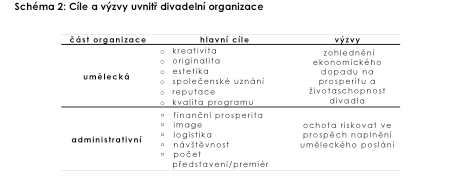 Schéma 2: Cíle a výzvy uvnitř divadelní organizace
část organizace hlavní cíle výzvy
umělecká
kreativita
originalita
estetika
společenské uznání
reputace
kvalita programu
zohlednění
ekonomického
dopadu na
prosperitu a
životaschopnost
divadla
administrativní
finanční prosperita
image
logistika
návštěvnost
počet
představení/premiér
ochota riskovat ve
prospěch naplnění
uměleckého poslání